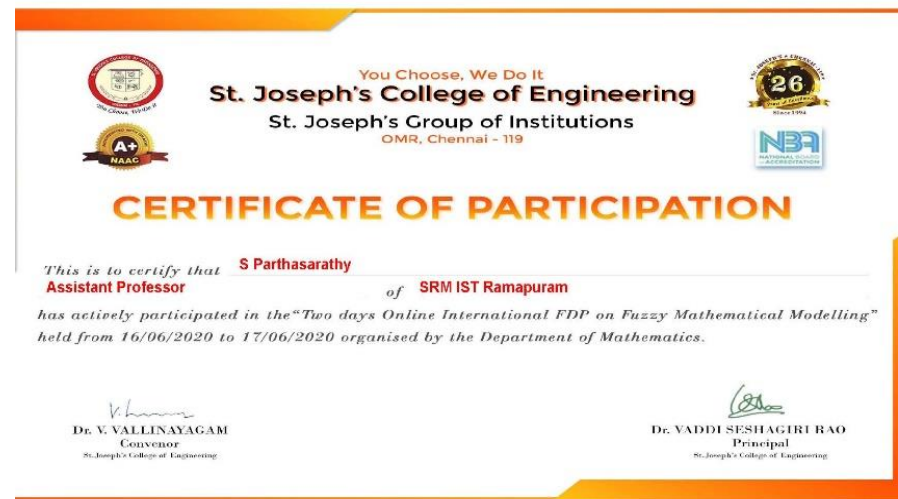 You Choose, We Do It
St. Joseph's College of Engineering
St. Joseph's Group of Institutions
OMR, Chennai - 119
A+
NAAC
26
Since 1994
NBA
NATIONAL BOARD
of ACCREDITATION
CERTIFICATE OF PARTICIPATION
This is to certify that S Parthasarathy
Assistant Professor of SRM IST Ramapuram
has actively participated in the“Two days Online International FDP on Fuzzy Mathematical Modelling”
held from 16/06/2020 to 17/06/2020 organised by the Department of Mathematics.
Dr. V. VALLINAYAGAM
Convenor
St.Joseph's College of Engineering
Dr. VADDI SESHAGIRI RAO
Principal
St.Joseph's College of Engineering